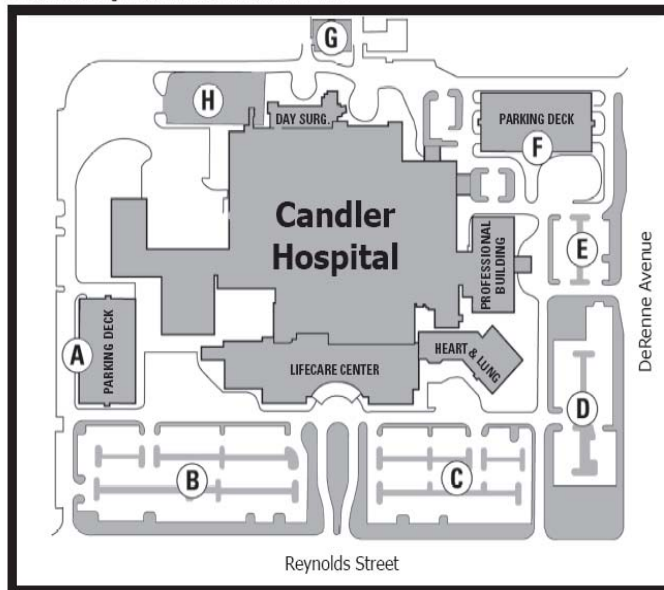 G
H
DAY SURG.
PARKING DECK
F
Candler
Hospital
PROFESSIONAL
BUILDING
E
DeRenne Avenue
A
PARKING DECK
LIFECARE CENTER
HEART & LUNG
D
B
C
Reynolds Street